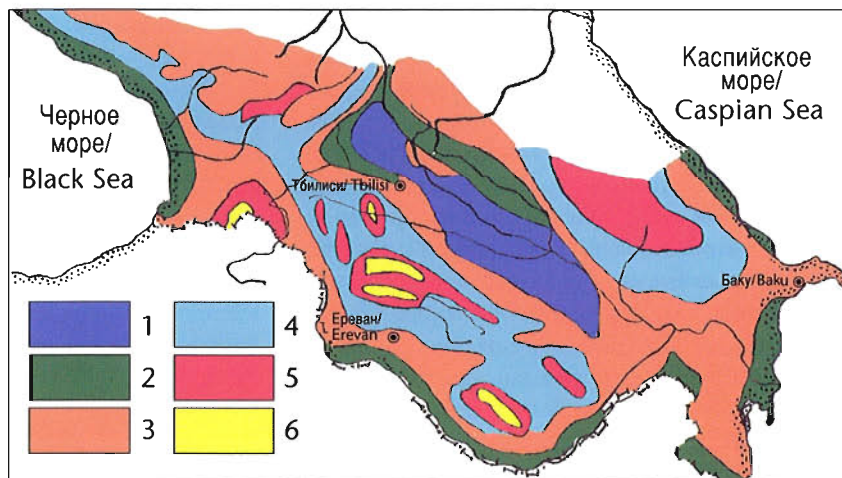 Каспийское
море/
Caspian Sea
Черное
море/
Black Sea
Тбилиси/ Tbilisi
Баку/Baku
Ереван/
Erevan
1 4
2 5
3 6